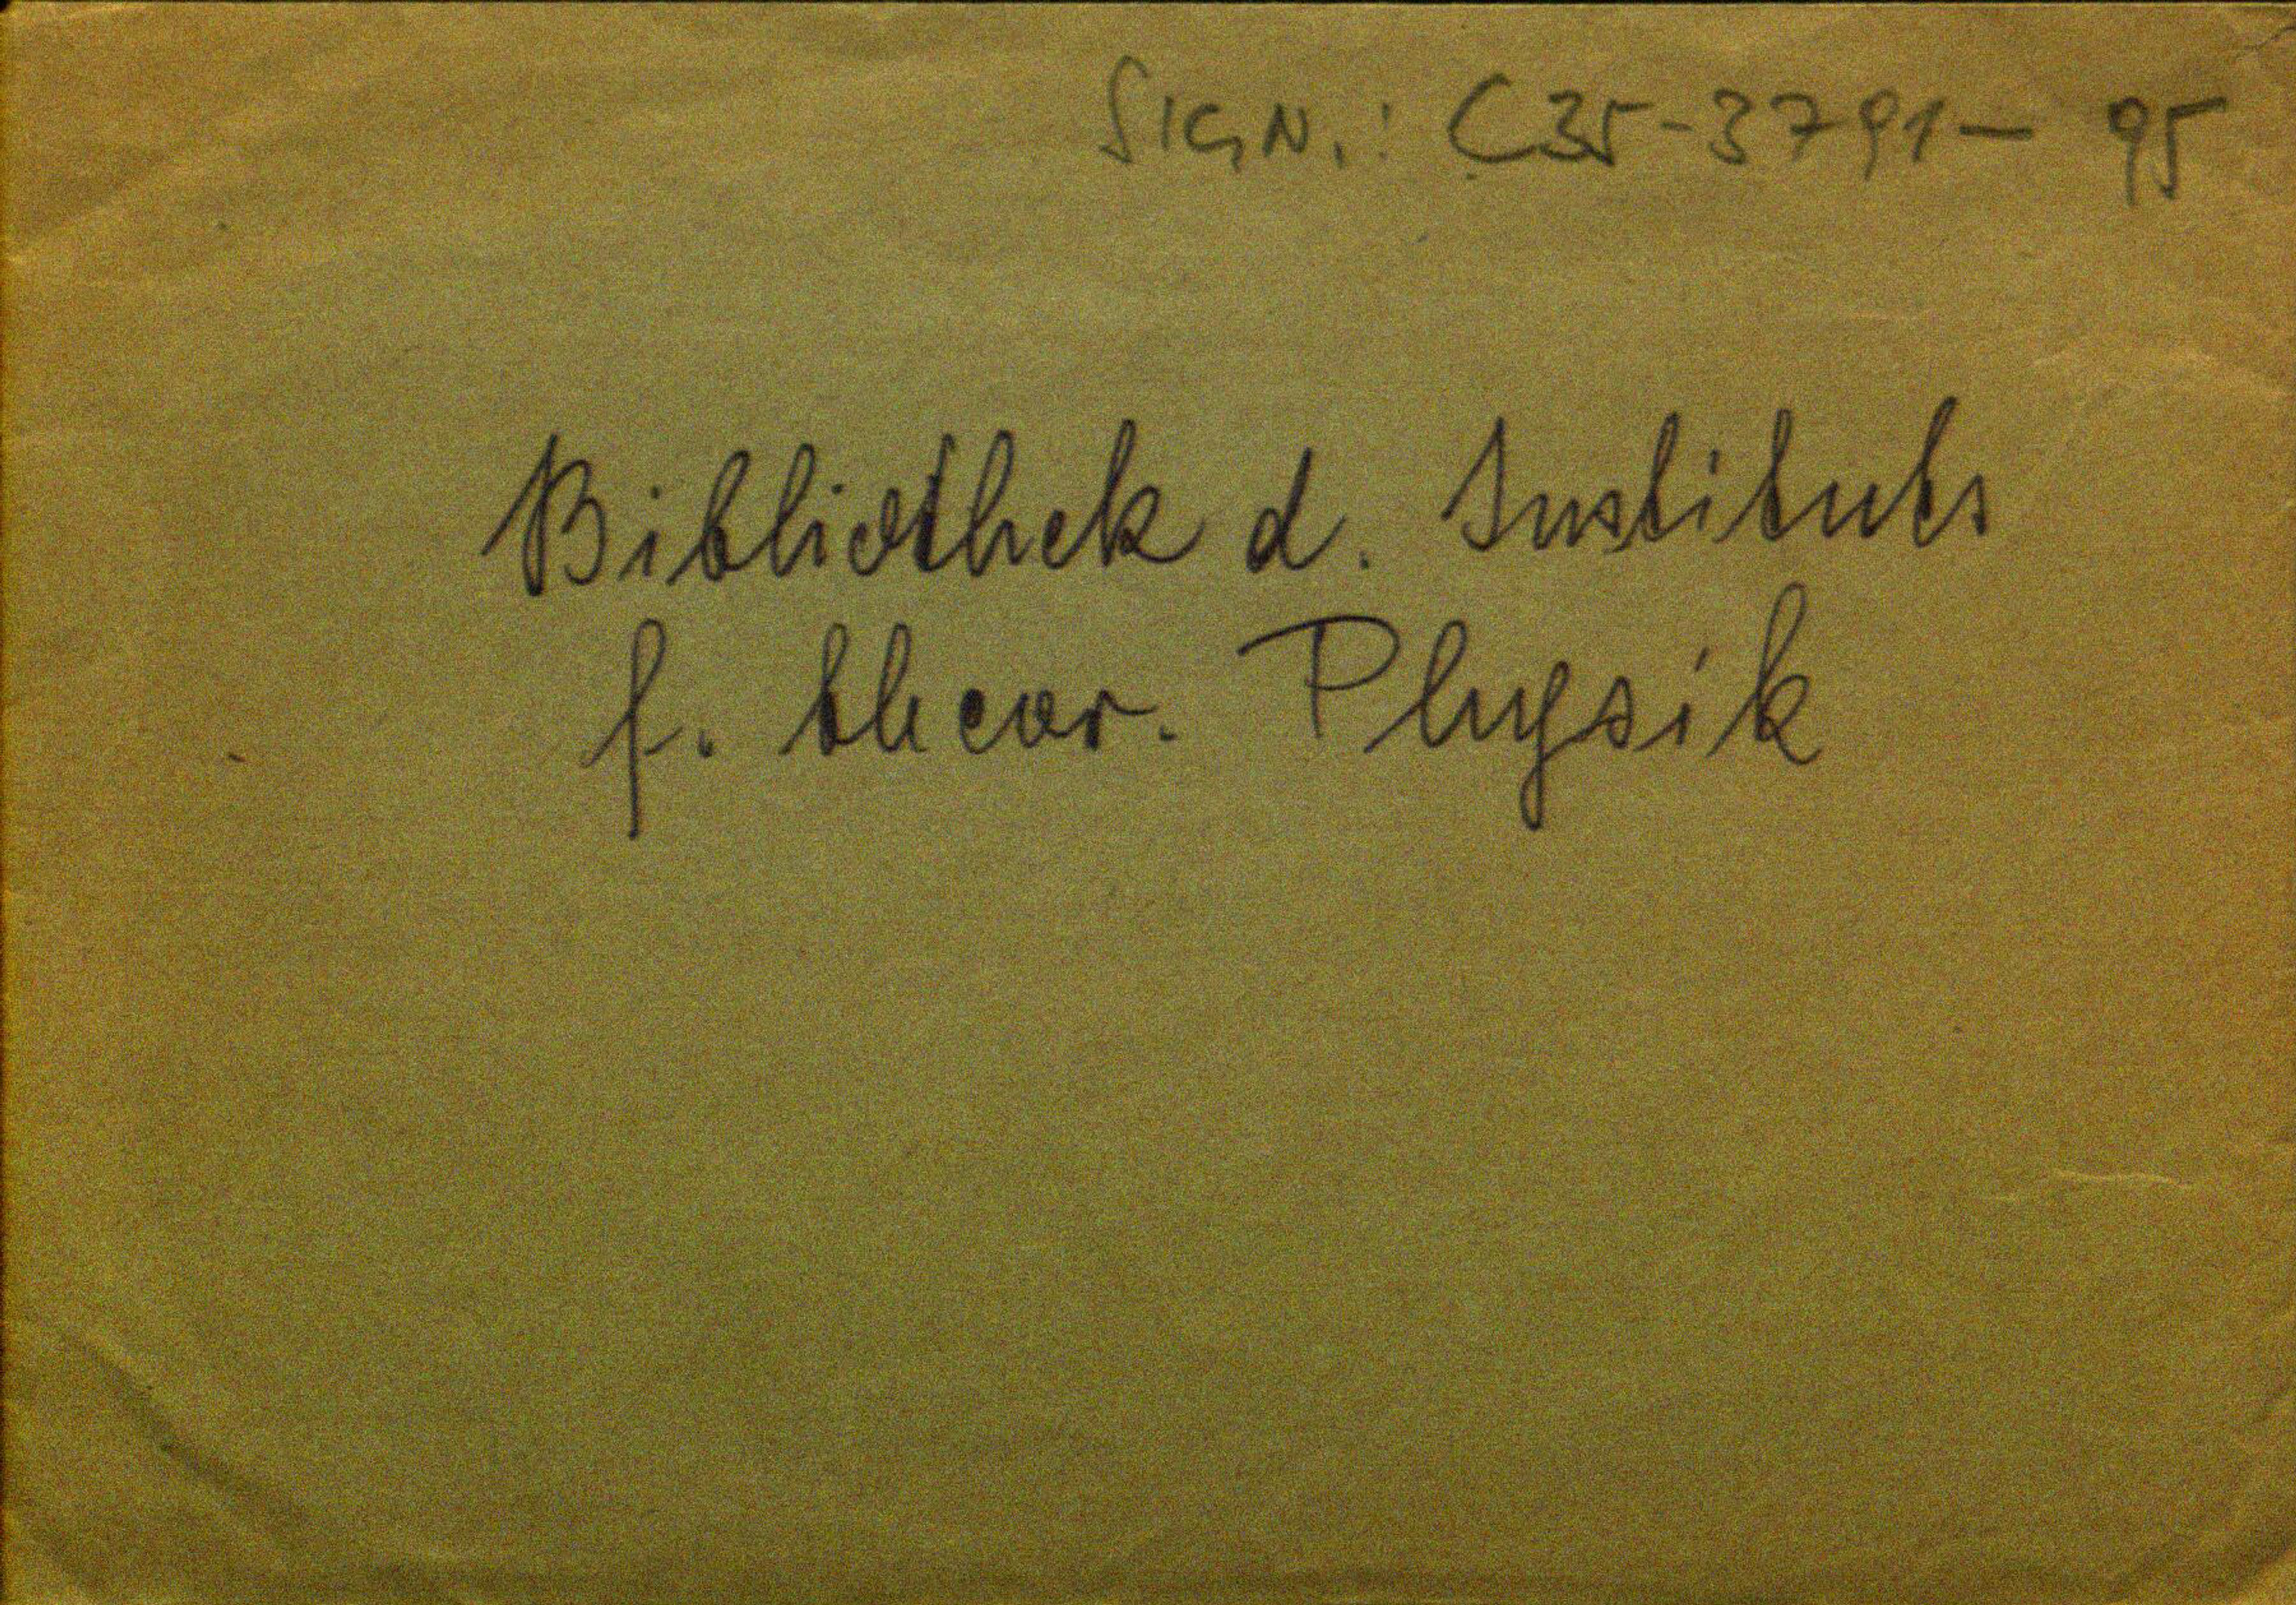 SIGN.: C35-3791- 95
Bibliothek d. Instituts
f. theor. Physik